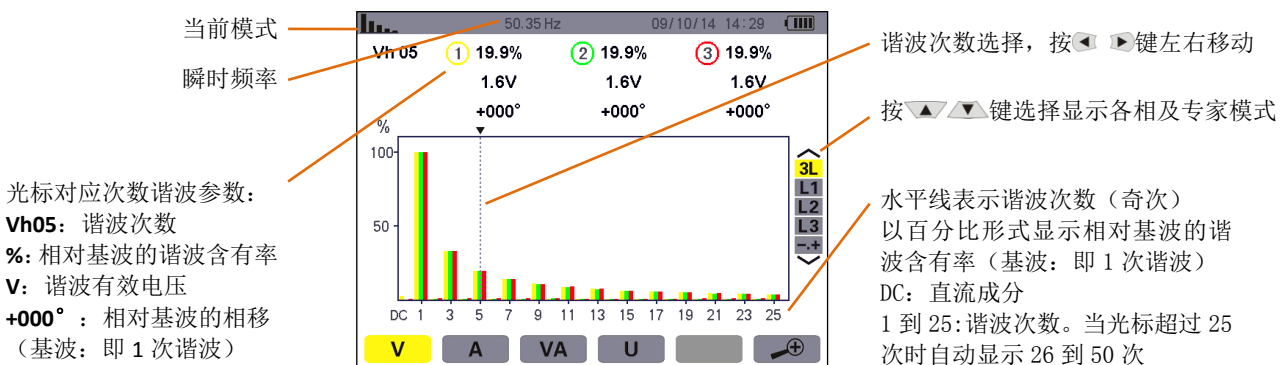 当前模式
瞬时频率
光标对应次数谐波参数：
Vh05：谐波次数
%：相对基波的谐波含有率
V：谐波有效电压
+000°：相对基波的相移
（基波：即 1 次谐波）
50.35 Hz 09/10/14 14:29
Vh 05 1 19.9% 2 19.9% 3 19.9%
1.6V 1.6V 1.6V
+000° +000° +000°
%
100
50
DC 1 3 5 7 9 11 13 15 17 19 21 23 25
3L
L1
L2
L3
-.+
V A VA U
谐波次数选择，按◀ ▶键左右移动
按▲/▼键选择显示各相及专家模式
水平线表示谐波次数（奇次）
以百分比形式显示相对基波的谐
波含有率（基波：即 1 次谐波）
DC：直流成分
1 到 25:谐波次数。当光标超过 25
次时自动显示 26 到 50 次